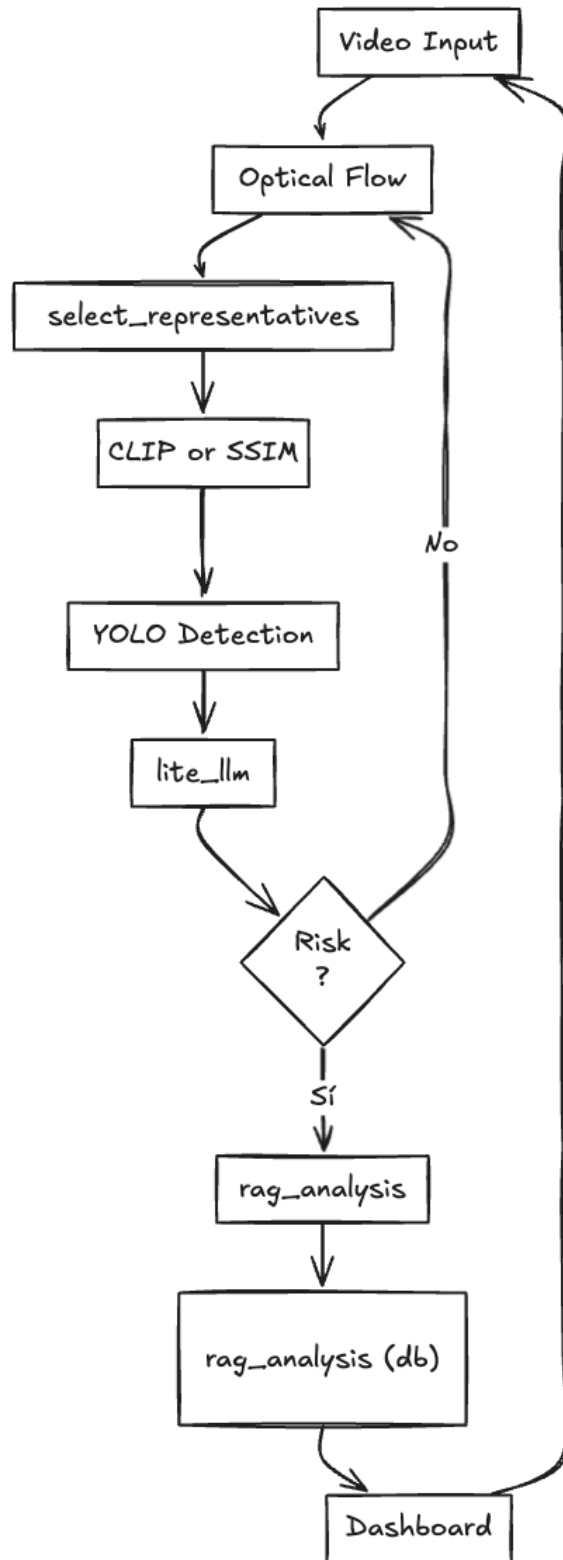 Video Input
Optical Flow
select_representatives
CLIP or SSIM
No
YOLO Detection
lite_llm
Risk
?
Sí
rag_analysis
rag_analysis (db)
Dashboard